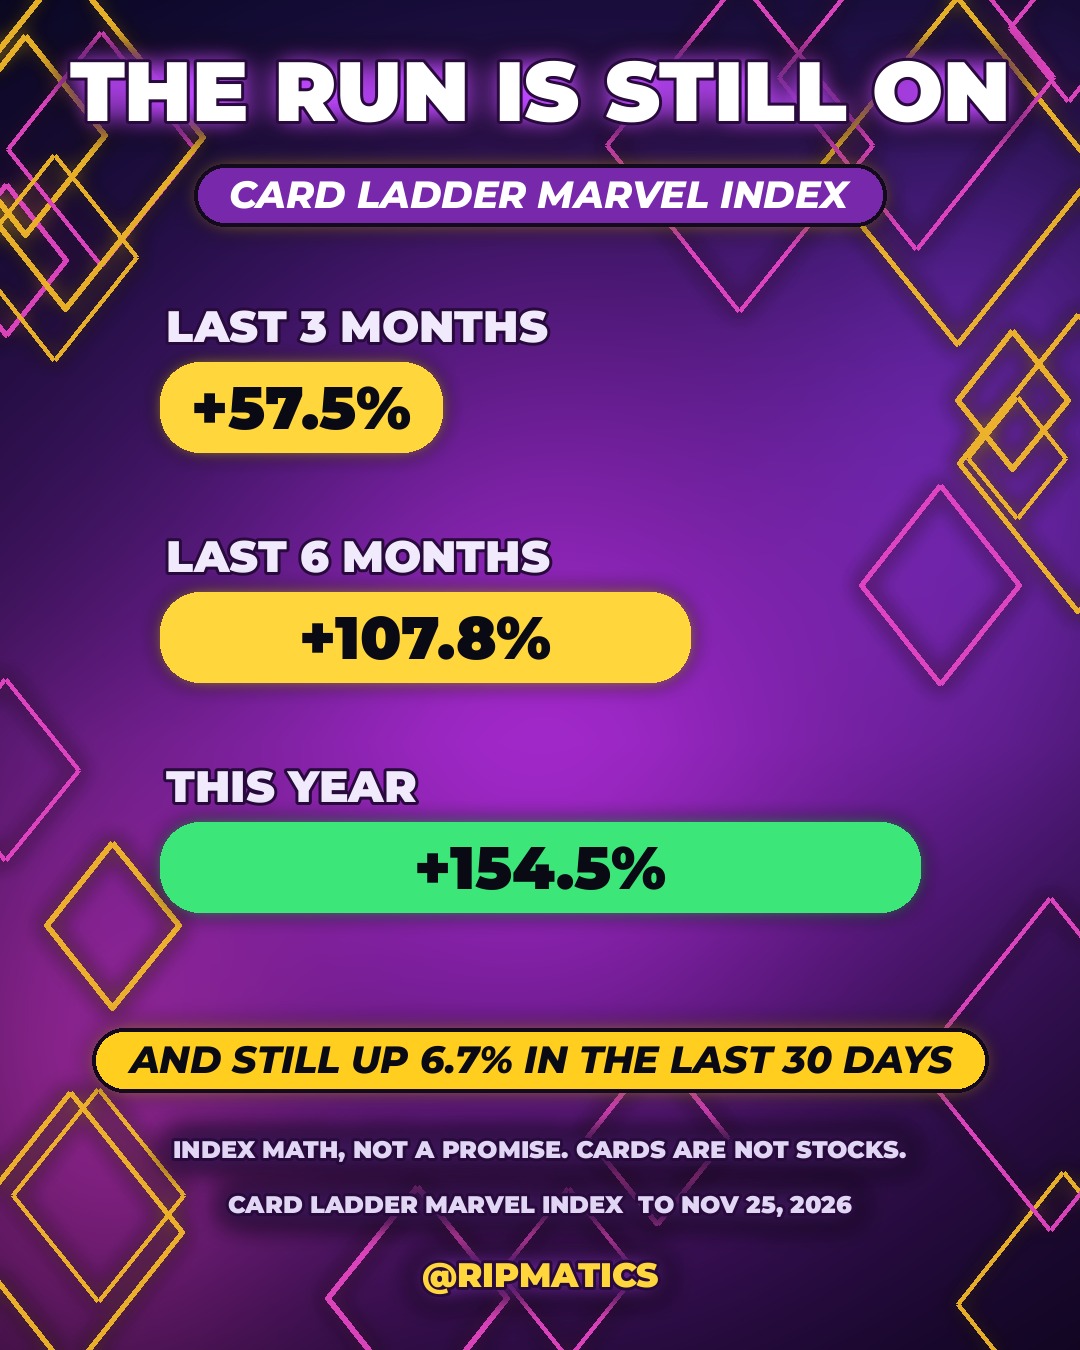 THE RUN IS STILL ON
CARD LADDER MARVEL INDEX
LAST 3 MONTHS
+57.5%
LAST 6 MONTHS
+107.8%
THIS YEAR
+154.5%
AND STILL UP 6.7% IN THE LAST 30 DAYS
INDEX MATH, NOT A PROMISE. CARDS ARE NOT STOCKS.
CARD LADDER MARVEL INDEX TO NOV 25, 2026
@RIPMATICS